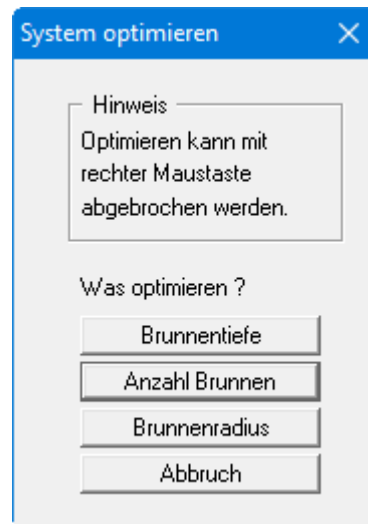 System optimieren
Hinweis
Optimieren kann mit
rechter Maustaste
abgebrochen werden.
Was optimieren ?
Brunnentiefe
Anzahl Brunnen
Brunnenradius
Abbruch